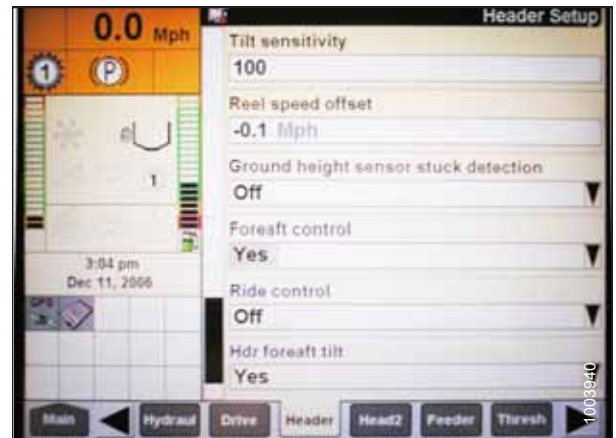 0.0 Mph
Header Setup
Tilt sensitivity
100
1
P
Reel speed offset
-0.1 Mph
Ground height sensor stuck detection
Off
1
Foreaft control
Yes
3:04 pm
Dec 11, 2006
Ride control
GPS
Off
Hdr foreaft tilt
Yes
1003940
Main
Hydraul
Drive
Header
Head2
Feeder
Thresh